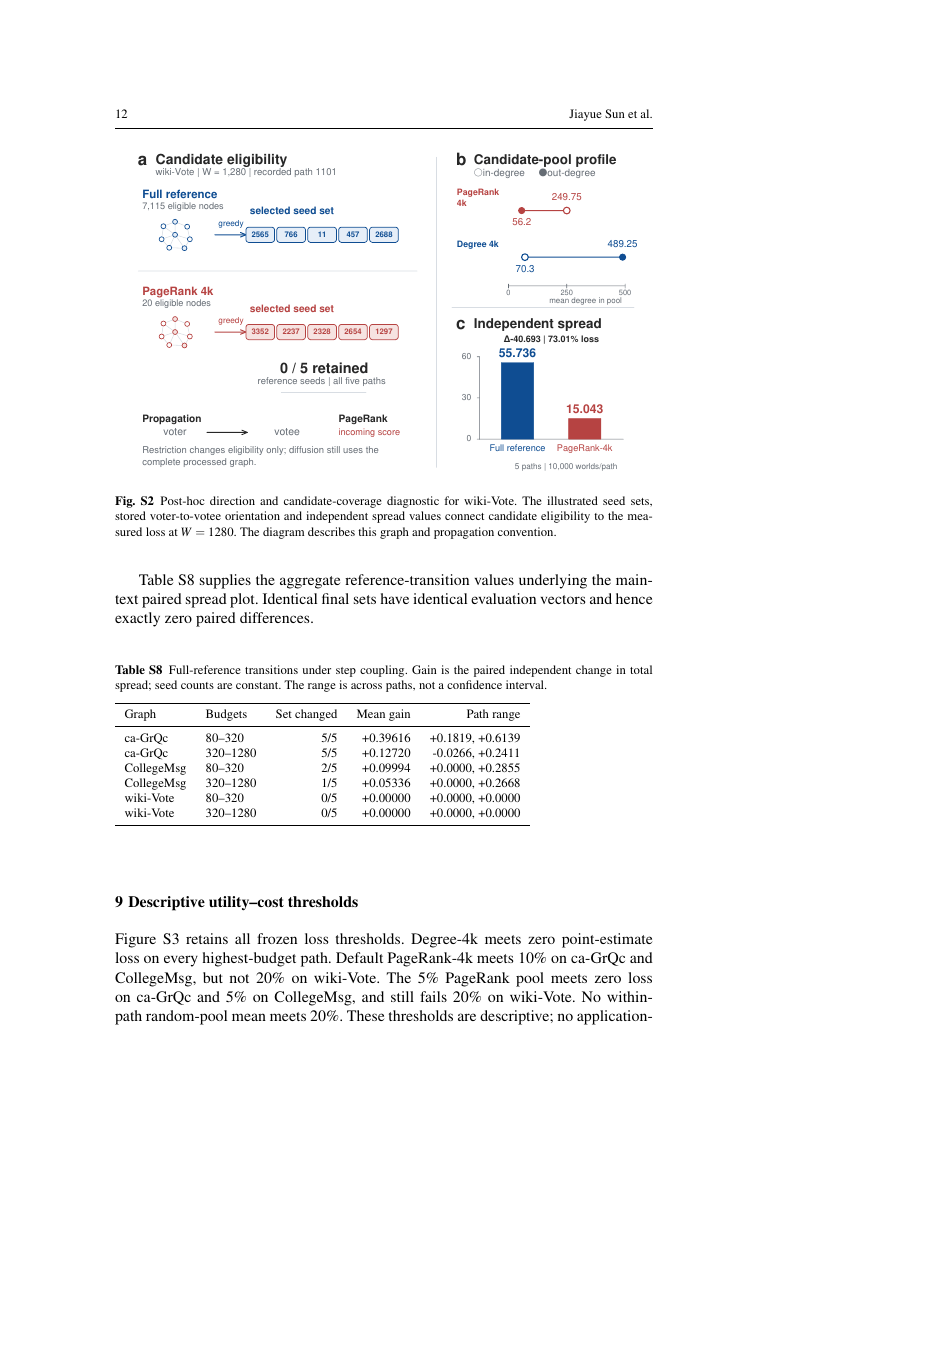 12
Jiayue Sun et al.
a Candidate eligibility
wiki-Vote | W = 1,280 | recorded path 1101
Full reference
7,115 eligible nodes
selected seed set
greedy
2565 766 11 457 2688
PageRank 4k
20 eligible nodes
selected seed set
greedy
3352 2237 2328 2654 1297
0 / 5 retained
reference seeds | all five paths
Propagation
PageRank
voter
votee
incoming score
Restriction changes eligibility only; diffusion still uses the
complete processed graph.
b Candidate-pool profile
in-degree out-degree
PageRank
4k
249.75
56.2
Degree 4k
489.25
70.3
0 250 500
mean degree in pool
c Independent spread
Δ-40.693 | 73.01% loss
60
55.736
30
15.043
0
Full reference PageRank-4k
5 paths | 10,000 worlds/path
Fig. S2 Post-hoc direction and candidate-coverage diagnostic for wiki-Vote. The illustrated seed sets,
stored voter-to-votee orientation and independent spread values connect candidate eligibility to the mea-
sured loss at W = 1280. The diagram describes this graph and propagation convention.
Table S8 supplies the aggregate reference-transition values underlying the main-
text paired spread plot. Identical final sets have identical evaluation vectors and hence
exactly zero paired differences.
Table S8 Full-reference transitions under step coupling. Gain is the paired independent change in total
spread; seed counts are constant. The range is across paths, not a confidence interval.
Graph Budgets Set changed Mean gain Path range
ca-GrQc 80–320 5/5 +0.39616 +0.1819, +0.6139
ca-GrQc 320–1280 5/5 +0.12720 -0.0266, +0.2411
CollegeMsg 80–320 2/5 +0.09994 +0.0000, +0.2855
CollegeMsg 320–1280 1/5 +0.05336 +0.0000, +0.2668
wiki-Vote 80–320 0/5 +0.00000 +0.0000, +0.0000
wiki-Vote 320–1280 0/5 +0.00000 +0.0000, +0.0000
9 Descriptive utility–cost thresholds
Figure S3 retains all frozen loss thresholds. Degree-4k meets zero point-estimate
loss on every highest-budget path. Default PageRank-4k meets 10% on ca-GrQc and
CollegeMsg, but not 20% on wiki-Vote. The 5% PageRank pool meets zero loss
on ca-GrQc and 5% on CollegeMsg, and still fails 20% on wiki-Vote. No within-
path random-pool mean meets 20%. These thresholds are descriptive; no application-